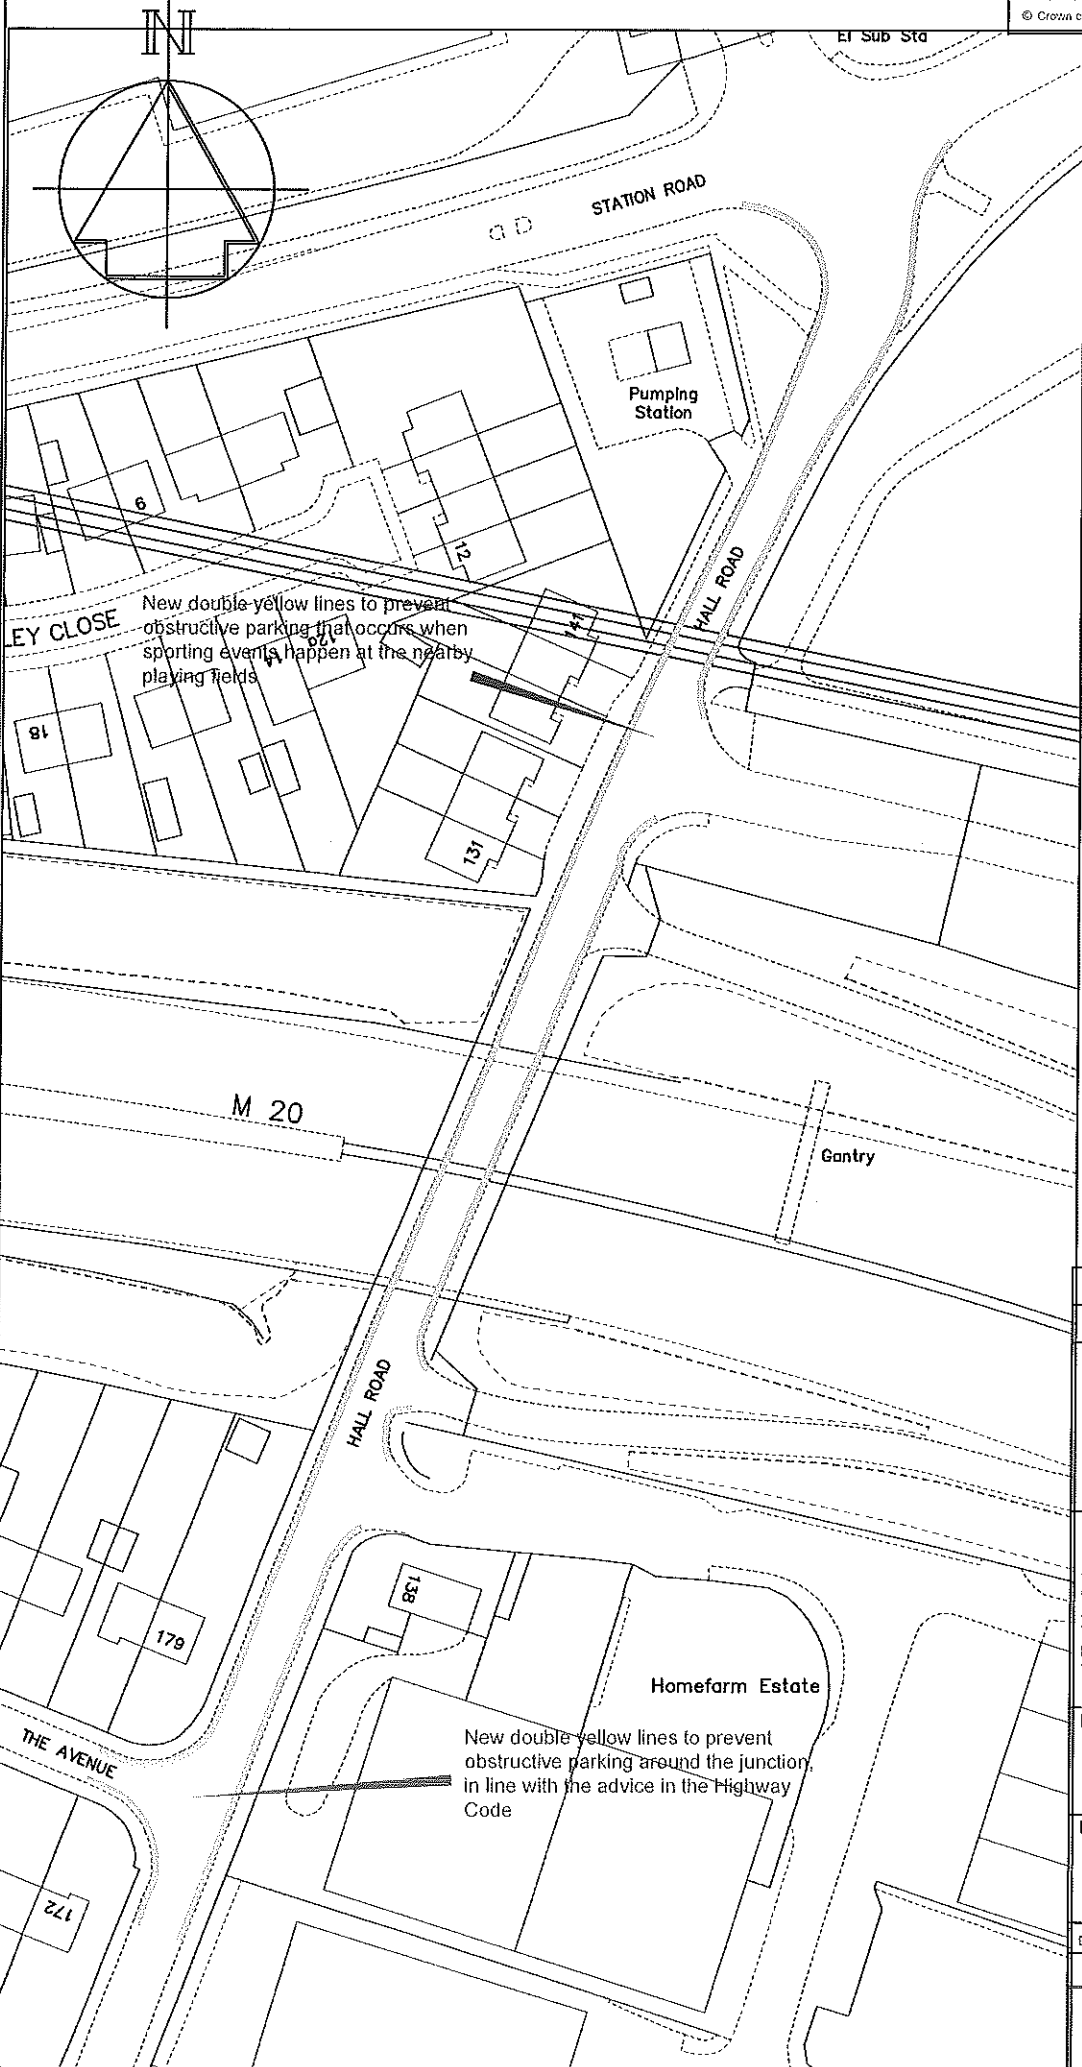 © Crown c
N
El Sub Sta
STATION ROAD
Pumping
Station
6
12
HALL ROAD
New double yellow lines to prevent
obstructive parking that occurs when
sporting events happen at the nearby
playing fields
LEY CLOSE
141
129
14
18
131
M 20
Gantry
HALL ROAD
138
179
Homefarm Estate
THE AVENUE
New double yellow lines to prevent
obstructive parking around the junction,
in line with the advice in the Highway
Code
172